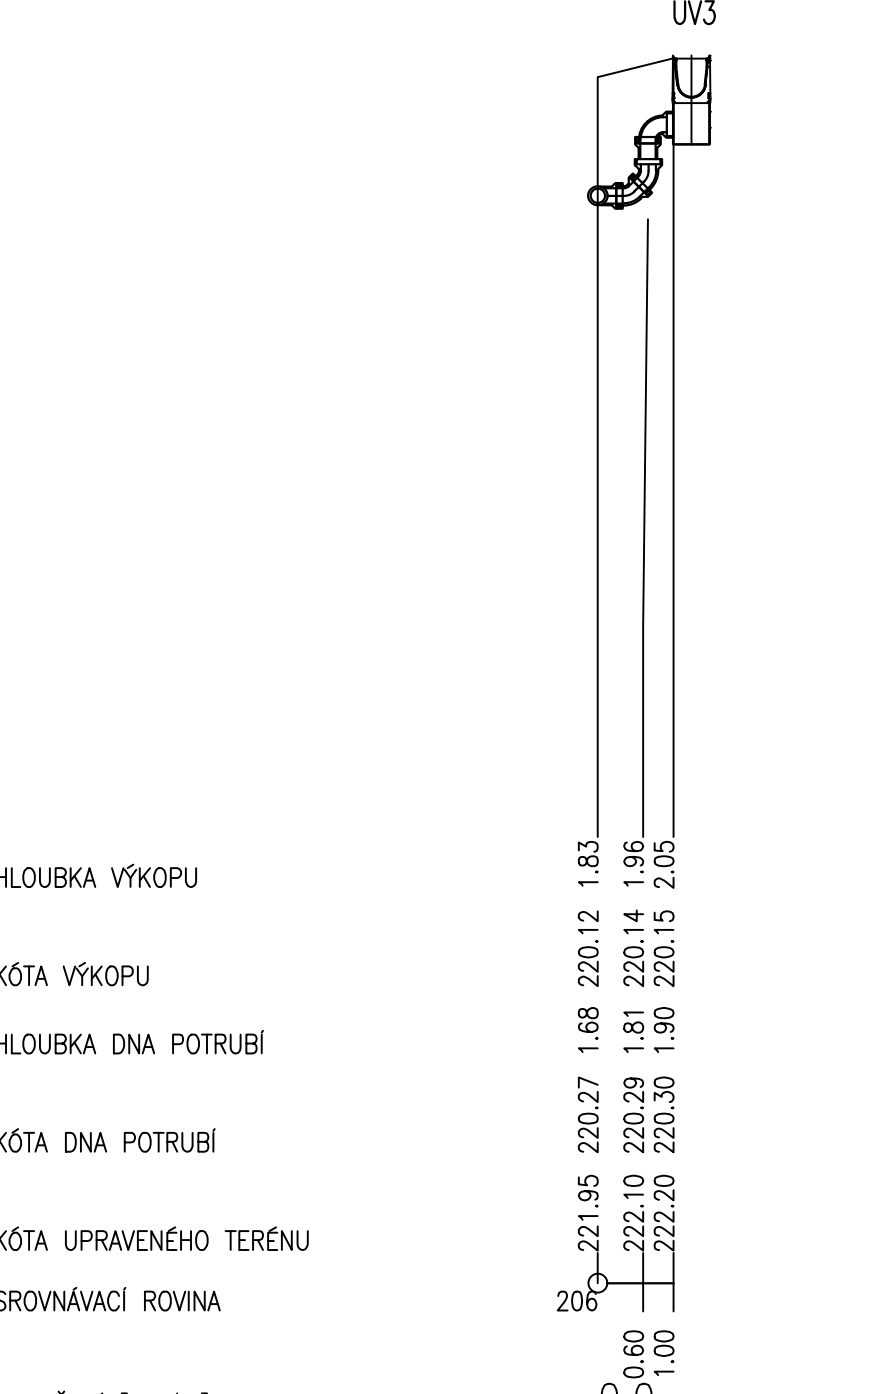 UV3
HLOUBKA VÝKOPU 1.83 1.96 2.05
KÓTA VÝKOPU 220.12 220.14 220.15
HLOUBKA DNA POTRUBÍ 1.68 1.81 1.90
KÓTA DNA POTRUBÍ 220.27 220.29 220.30
KÓTA UPRAVENÉHO TERÉNU 221.95 222.10 222.20
SROVNÁVACÍ ROVINA 206
0.60 1.00